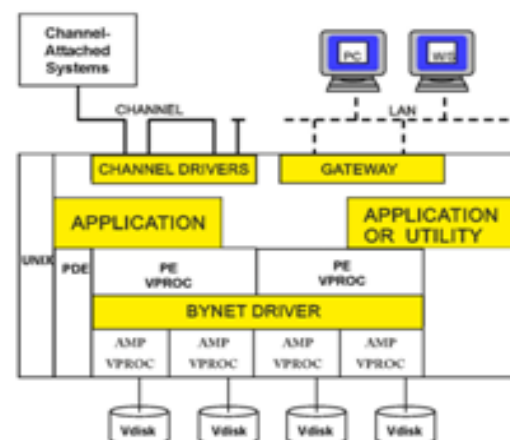 Channel-
Attached
Systems
PC
W/S
CHANNEL
LAN
CHANNEL DRIVERS
GATEWAY
APPLICATION
APPLICATION
OR UTILITY
UNIX
PDE
PE
VPROC
PE
VPROC
BYNET DRIVER
AMP
VPROC
AMP
VPROC
AMP
VPROC
AMP
VPROC
Vdisk
Vdisk
Vdisk
Vdisk